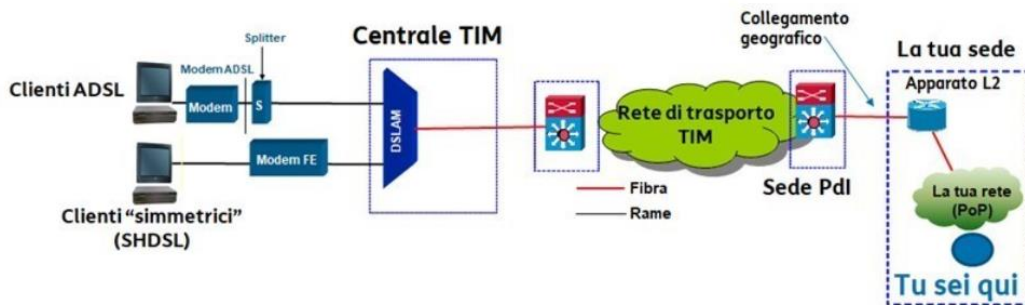 Splitter
Centrale TIM
Collegamento
geografico
La tua sede
Modem ADSL
Clienti ADSL
Modem
S
DSLAM
Rete di trasporto
TIM
Apparato L2
Modem FE
Fibra
Rame
Sede PdI
La tua rete
(PoP)
Clienti “simmetrici”
(SHDSL)
Tu sei qui